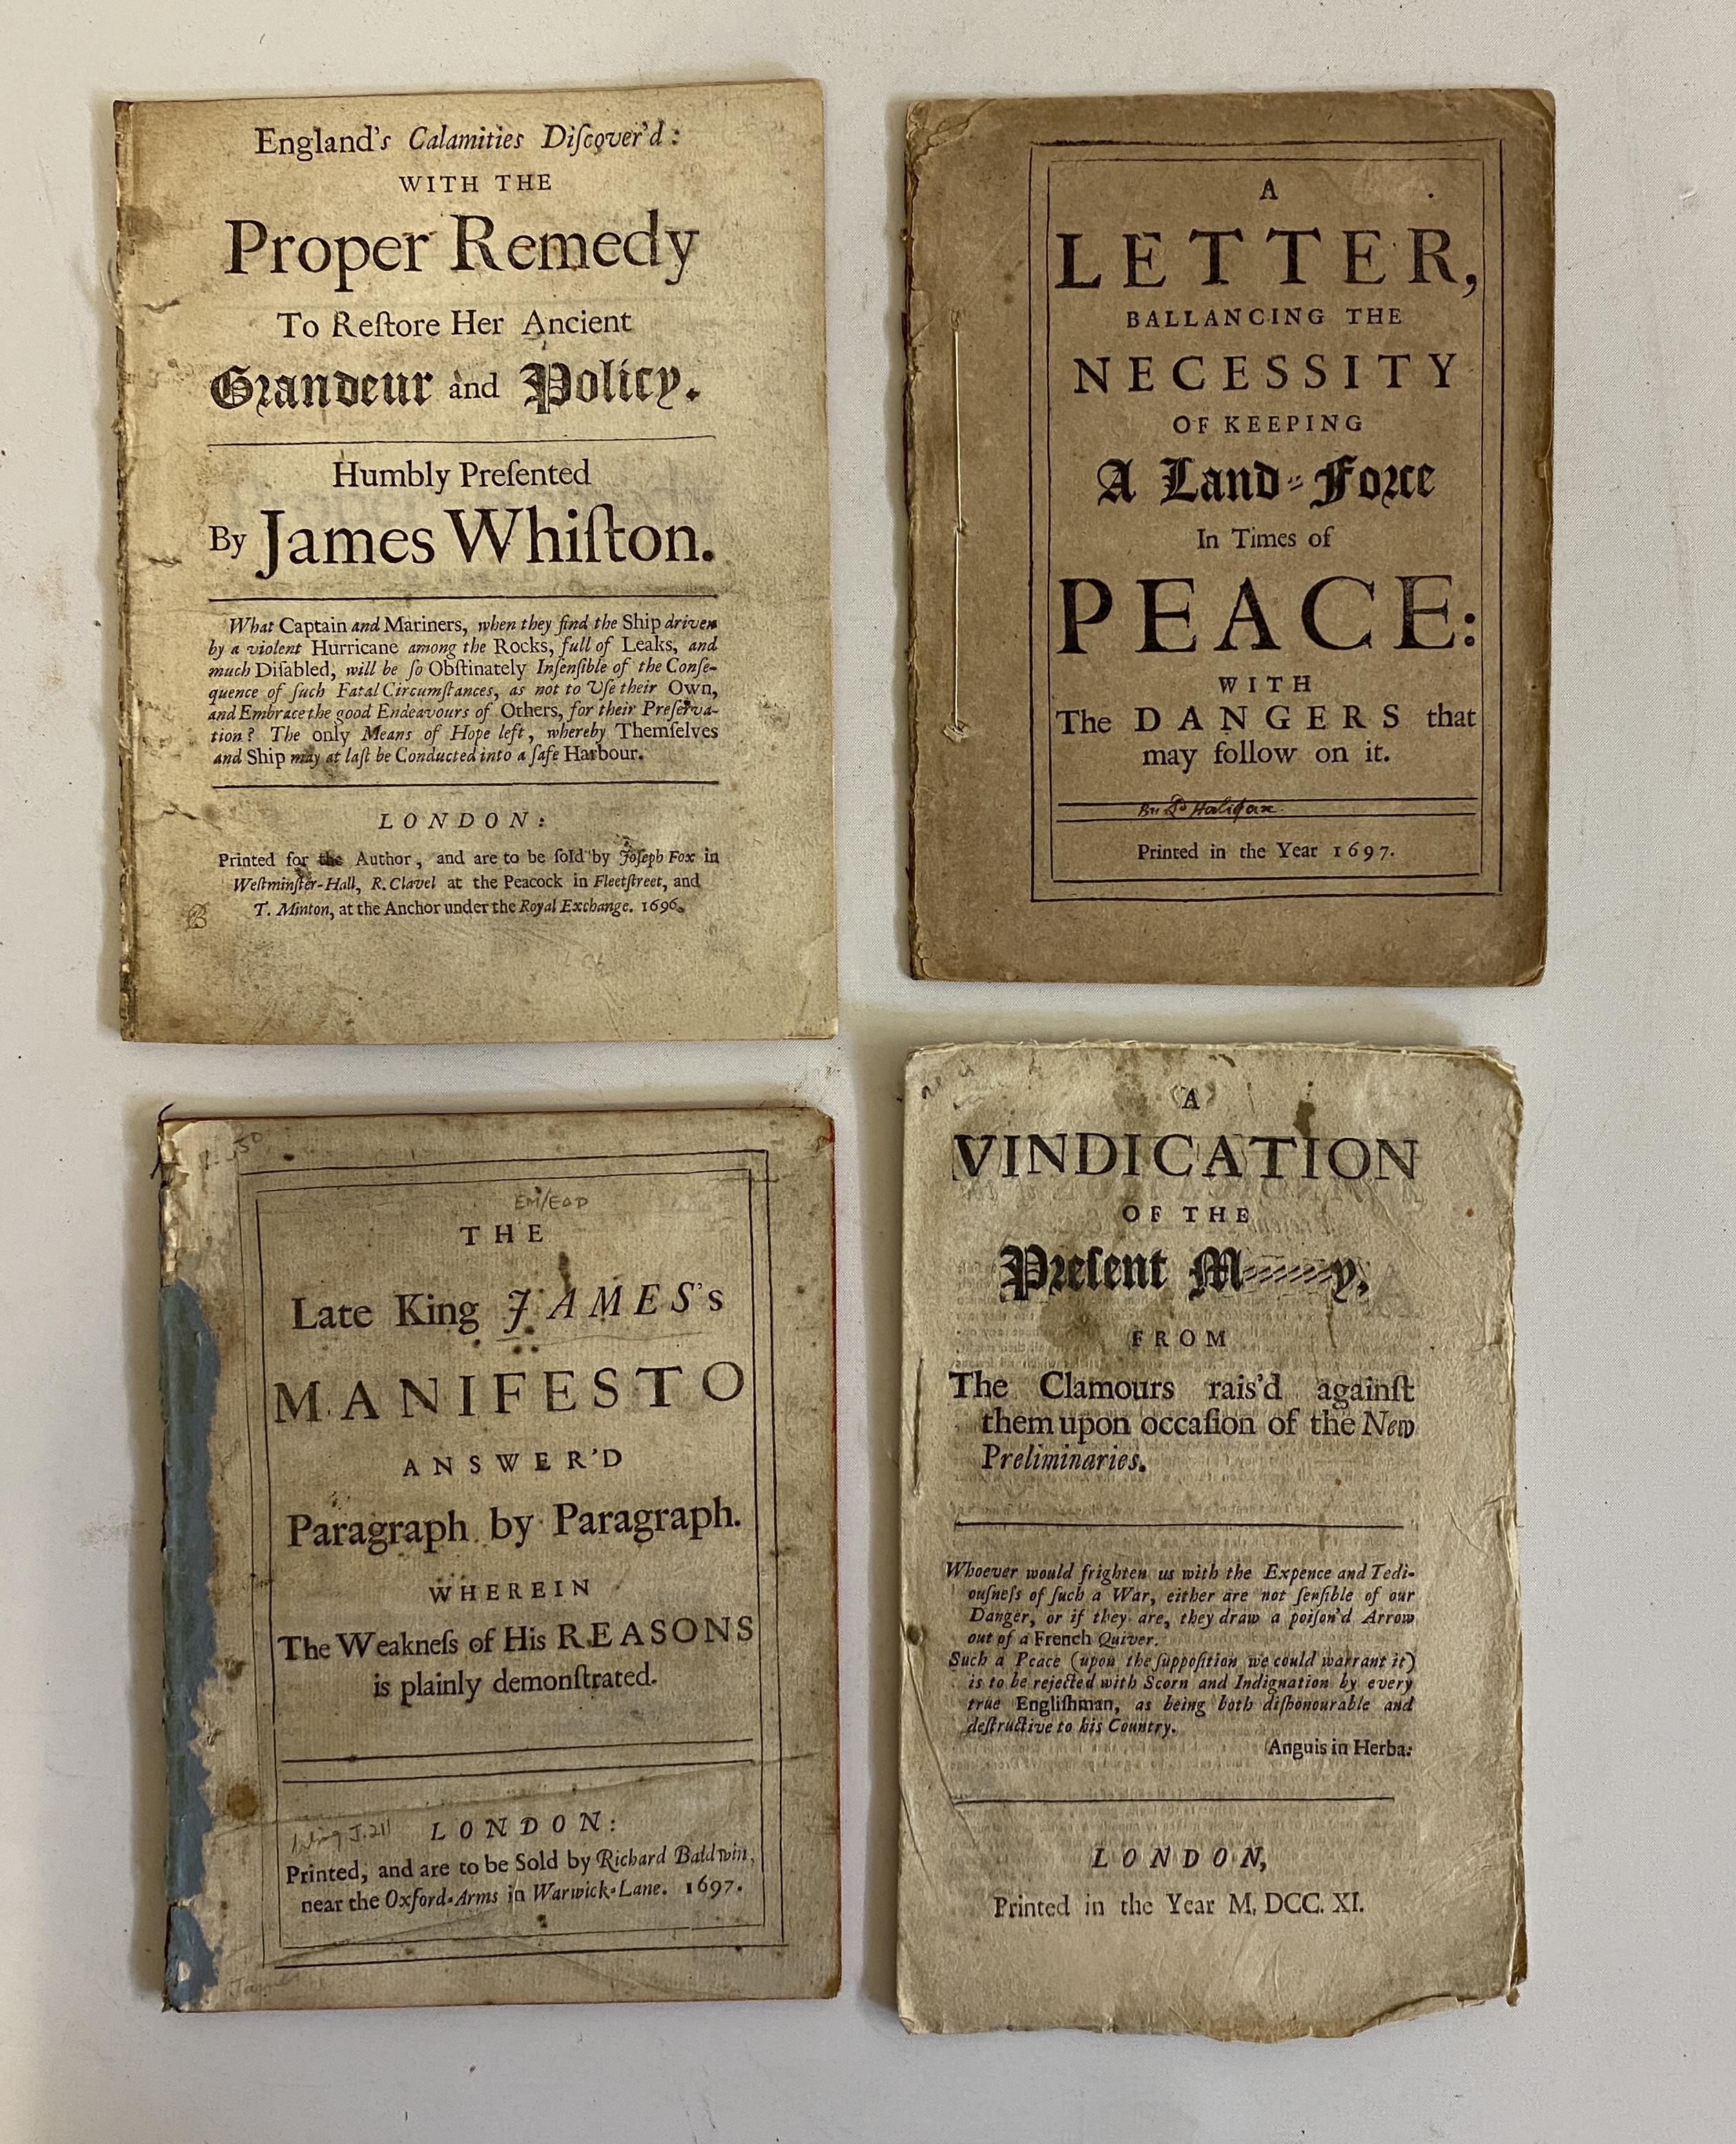 England's Calamities Diſcover'd:
WITH THE
Proper Remedy
To Reſtore Her Ancient
Grandeur and Policy.
Humbly Preſented
By James Whiſton.
What Captain and Mariners, when they find the Ship driven
by a violent Hurricane among the Rocks, full of Leaks, and
much Diſabled, will be ſo Obſtinately Inſenſible of the Conſe-
quence of ſuch Fatal Circumſtances, as not to Uſe their Own,
and Embrace the good Endeavours of Others, for their Preſerva-
tion? The only Means of Hope left, whereby Themſelves
and Ship may at laſt be Conducted into a ſafe Harbour.
LONDON:
Printed for the Author, and are to be ſold by Joſeph Fox in
Weſtminſter-Hall, R. Clavel at the Peacock in Fleetſtreet, and
T. Minton, at the Anchor under the Royal Exchange. 1696.
A
LETTER,
BALLANCING THE
NECESSITY
OF KEEPING
A Land-Force
In Times of
PEACE:
WITH
The DANGERS that
may follow on it.
By Ld Halifax
Printed in the Year 1697.
EM/EOD
THE
Late King JAMES's
MANIFESTO
ANSWER'D
Paragraph by Paragraph.
WHEREIN
The Weakneſs of His REASONS
is plainly demonſtrated.
Wing J.211
LONDON:
Printed, and are to be Sold by Richard Baldwin,
near the Oxford-Arms in Warwick-Lane. 1697.
A
VINDICATION
OF THE
Preſent M-----y,
FROM
The Clamours rais'd againſt
them upon occaſion of the New
Preliminaries.
Whoever would frighten us with the Expence and Tedi-
ouſneſs of ſuch a War, either are not ſenſible of our
Danger, or if they are, they draw a poiſon'd Arrow
out of a French Quiver.
Such a Peace (upon the ſuppoſition we could warrant it)
is to be rejected with Scorn and Indignation by every
true Engliſhman, as being both diſhonourable and
deſtructive to his Country.
Anguis in Herba:
LONDON,
Printed in the Year M, DCC. XI.